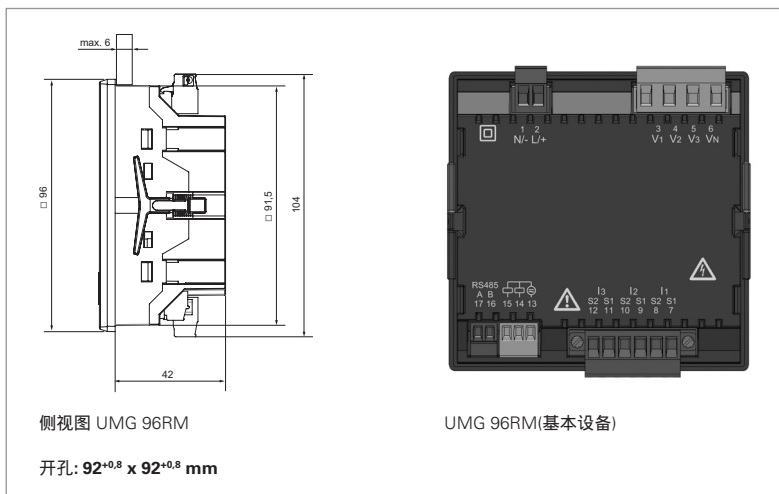 max. 6
□ 96
□ 91,5
104
42
1 2
N/- L/+
3 4 5 6
V1 V2 V3 VN
RS485
A B
17 16 15 14 13
I3 I2 I1
S2 S1 S2 S1 S2 S1
12 11 10 9 8 7
侧视图 UMG 96RM
UMG 96RM(基本设备)
开孔: 92+0,8 x 92+0,8 mm